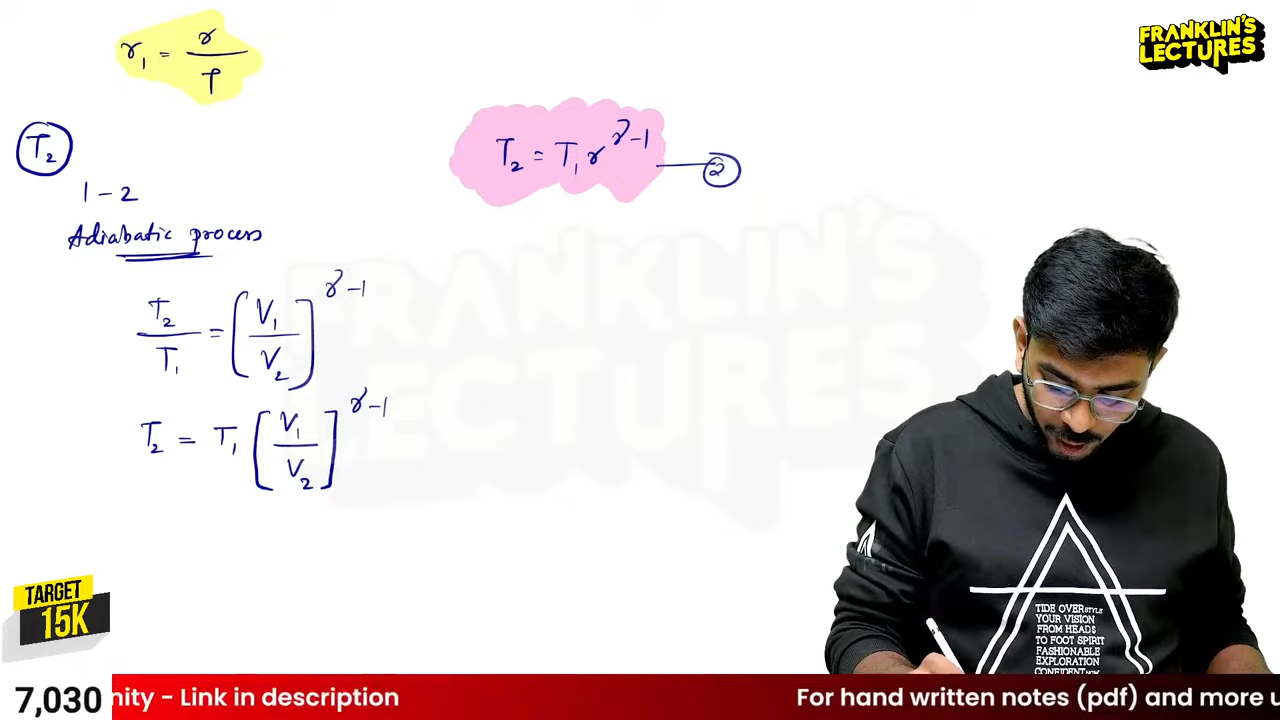 FRANKLIN'S
LECTURES
r₁ = r / ρ
T₂
T₂ = T₁ r^γ-1 — ②
1 - 2
Adiabatic process
T₂ / T₁ = (V₁ / V₂]^γ-1
T₂ = T₁ [V₁ / V₂]^γ-1
FRANKLIN'S
LECTURES
TIDE OVER STYLE
YOUR VISION
FROM HEADS
TO FOOT SPIRIT
FASHIONABLE
EXPLORATION
TARGET
15K
7,030
nity - Link in description
For hand written notes (pdf) and more u